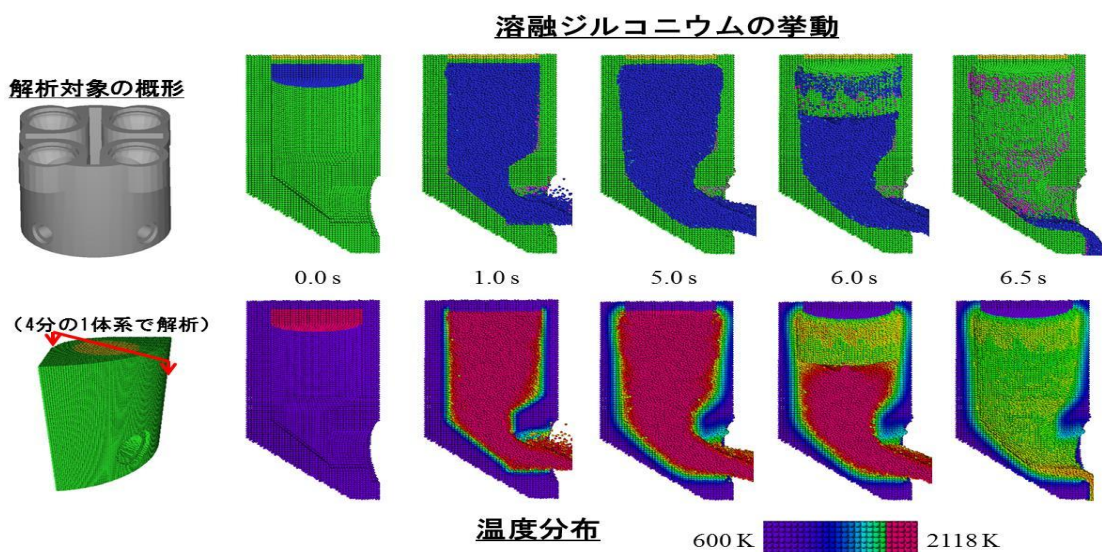 溶融ジルコニウムの挙動
解析対象の概形
0.0 s
1.0 s
5.0 s
6.0 s
6.5 s
（4分の1体系で解析）
温度分布
600 K
2118 K